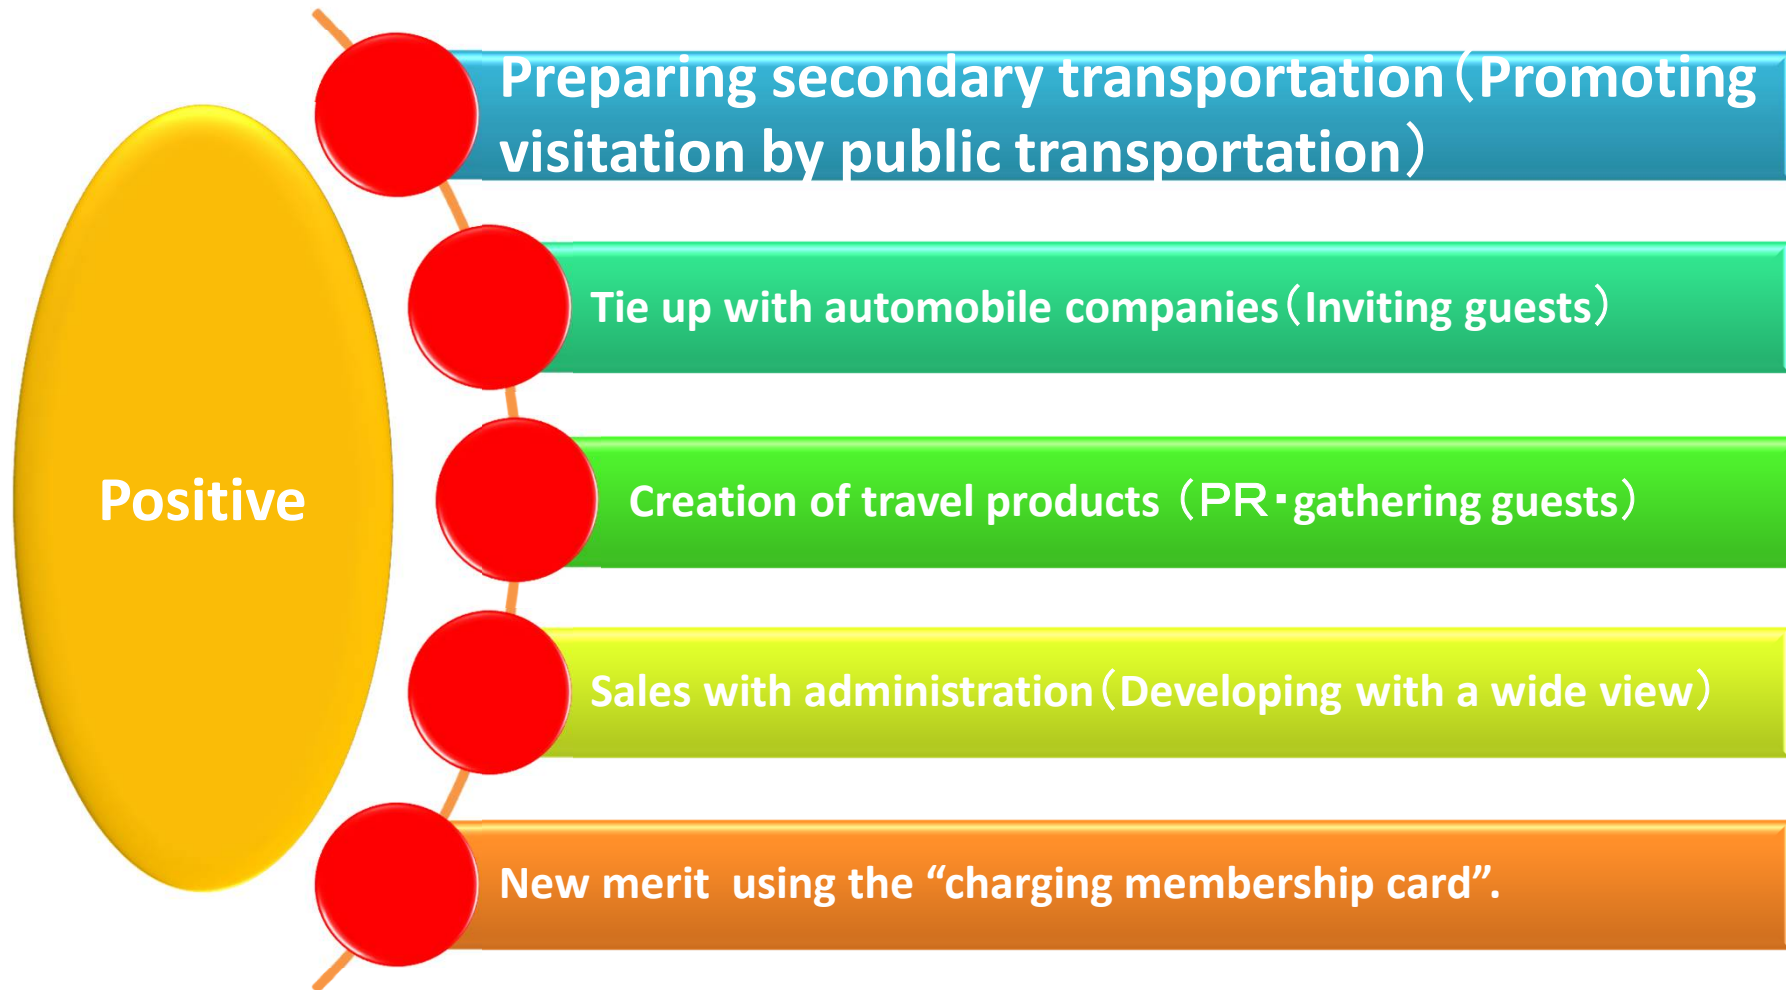 Preparing secondary transportation（Promoting
visitation by public transportation）
Tie up with automobile companies（Inviting guests）
Positive
Creation of travel products （ＰＲ・gathering guests）
Sales with administration（Developing with a wide view）
New merit  using the “charging membership card”.